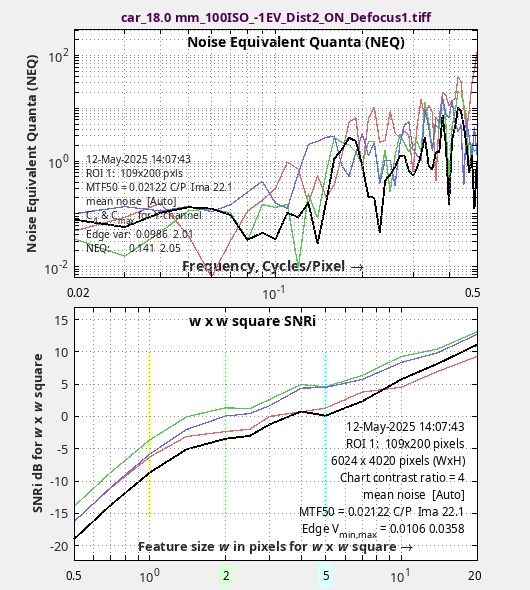 car_18.0 mm_100ISO_-1EV_Dist2_ON_Defocus1.tiff
Noise Equivalent Quanta (NEQ)
Noise Equivalent Quanta (NEQ)
10²
10⁰
10⁻²
12-May-2025 14:07:43
ROI 1: 109x200 pxls
MTF50 = 0.02122 C/P Ima 22.1
mean noise [Auto]
& C max for Y-channel
Edge var: 0.0986 2.01
NEQ: 0.141 2.05
Frequency, Cycles/Pixel →
0.02 10⁻¹ 0.5
w x w square SNRi
SNRi dB for w x w square
15
10
5
0
-5
-10
-15
-20
12-May-2025 14:07:43
ROI 1: 109x200 pixels
6024 x 4020 pixels (WxH)
Chart contrast ratio = 4
mean noise [Auto]
MTF50 = 0.02122 C/P Ima 22.1
Edge V min,max = 0.0106 0.0358
Feature size w in pixels for w x w square →
0.5 10⁰ 2 5 10¹ 20